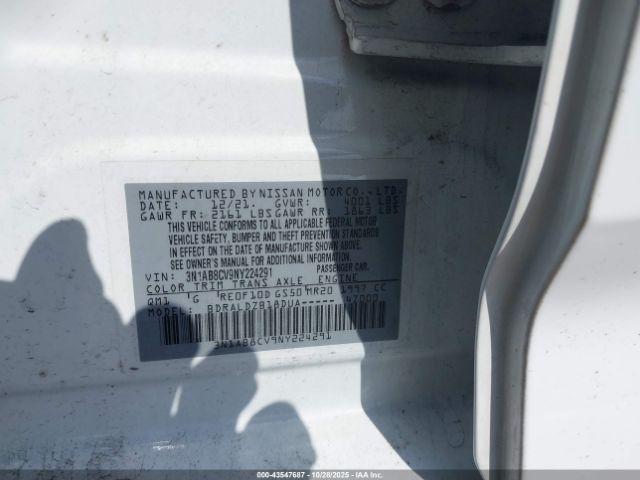 MANUFACTURED BY NISSAN MOTOR CO., LTD.
DATE: 12/21. GVWR: 4001 LBS
GAWR FR: 2161 LBS GAWR RR: 1863 LBS
THIS VEHICLE CONFORMS TO ALL APPLICABLE FEDERAL MOTOR
VEHICLE SAFETY, BUMPER AND THEFT PREVENTION STANDARDS
IN EFFECT ON THE DATE OF MANUFACTURE SHOWN ABOVE.
SEE OWNER'S MANUAL FOR ADDITIONAL INFORMATION.
PASSENGER CAR.
VIN: 3N1AB8CV9NY224291
COLOR TRIM TRANS AXLE ENGINE
QM1 G RE0F10D GS50 MR20 1997 CC
MODEL: BDRALDZB18DUA----- 47000
3N1AB8CV9NY224291
000-43547687 - 10/28/2025 - IAA Inc.